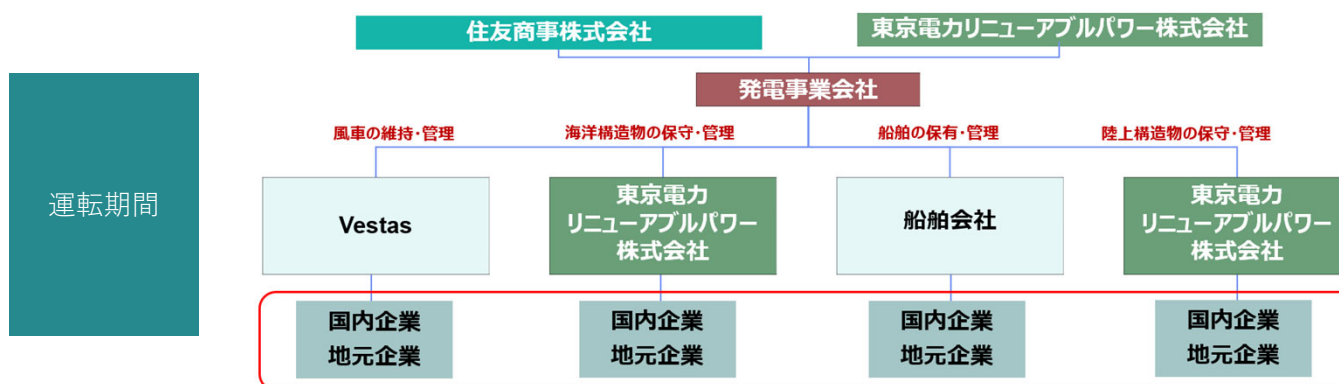 住友商事株式会社
東京電力リニューアブルパワー株式会社
発電事業会社
風車の維持・管理
海洋構造物の保守・管理
船舶の保有・管理
陸上構造物の保守・管理
運転期間
Vestas
東京電力
リニューアブルパワー
株式会社
船舶会社
東京電力
リニューアブルパワー
株式会社
国内企業
地元企業
国内企業
地元企業
国内企業
地元企業
国内企業
地元企業